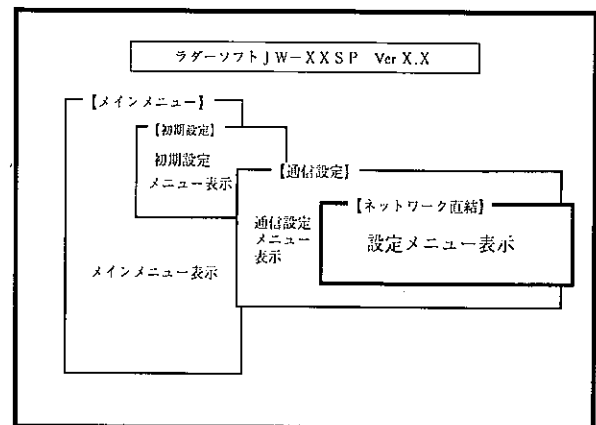 ラダーソフトJW-XXSP Ver X.X
【メインメニュー】
【初期設定】
初期設定
メニュー表示
【通信設定】
通信設定
メニュー
表示
【ネットワーク直結】
設定メニュー表示
メインメニュー表示